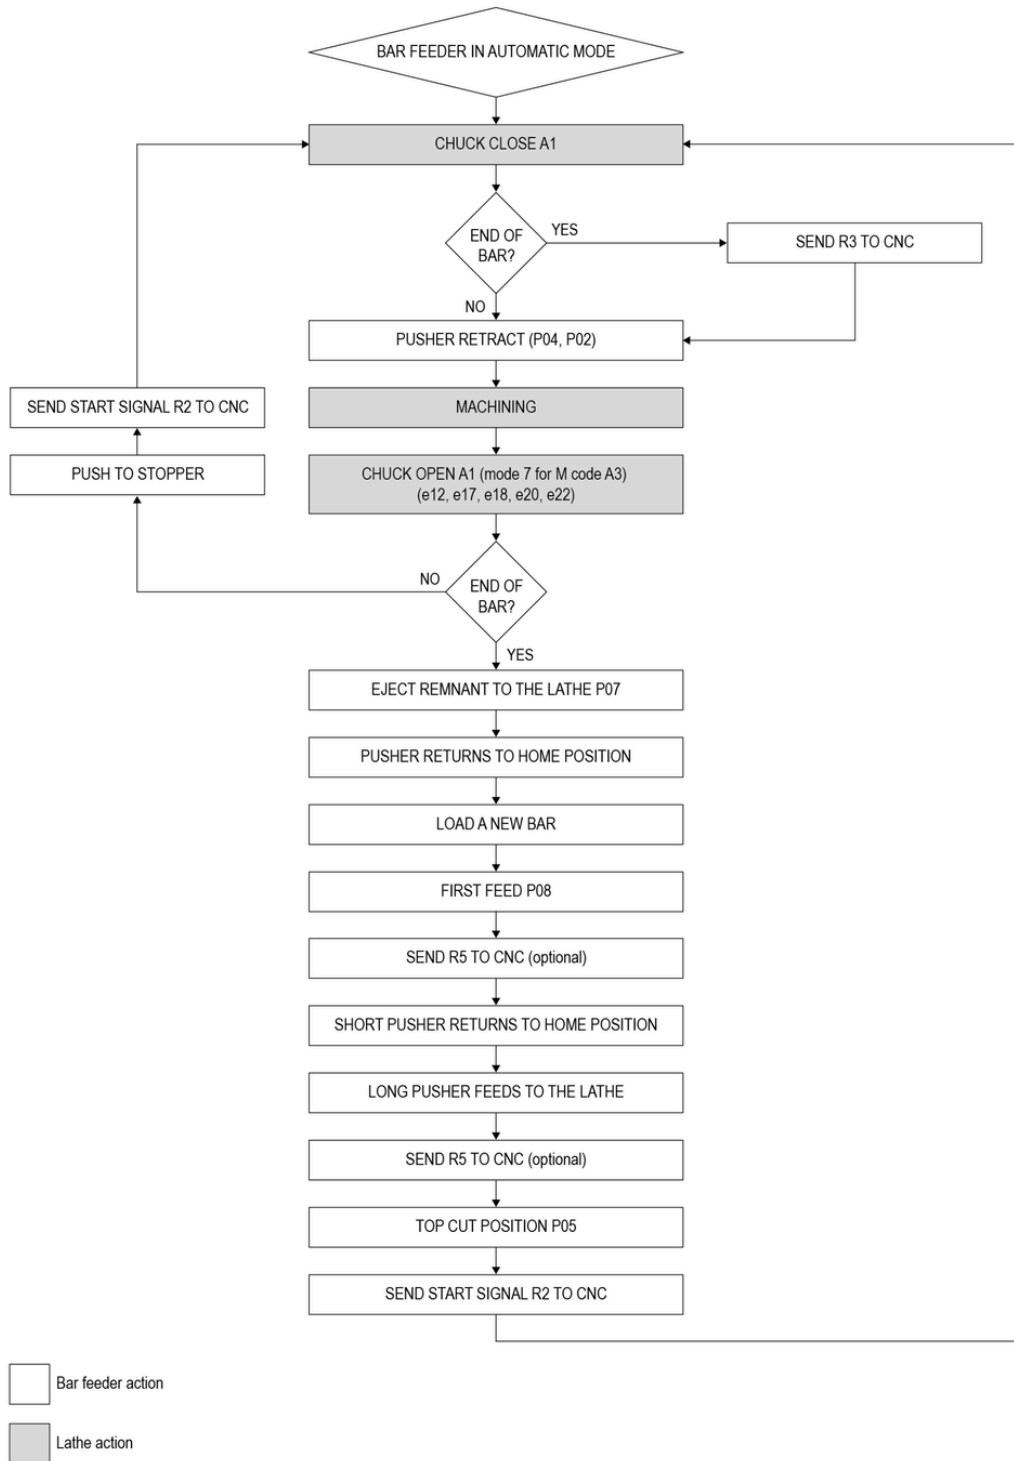 BAR FEEDER IN AUTOMATIC MODE
CHUCK CLOSE A1
END OF
BAR?
YES
SEND R3 TO CNC
NO
PUSHER RETRACT (P04, P02)
SEND START SIGNAL R2 TO CNC
MACHINING
PUSH TO STOPPER
CHUCK OPEN A1 (mode 7 for M code A3)
(e12, e17, e18, e20, e22)
NO
END OF
BAR?
YES
EJECT REMNANT TO THE LATHE P07
PUSHER RETURNS TO HOME POSITION
LOAD A NEW BAR
FIRST FEED P08
SEND R5 TO CNC (optional)
SHORT PUSHER RETURNS TO HOME POSITION
LONG PUSHER FEEDS TO THE LATHE
SEND R5 TO CNC (optional)
TOP CUT POSITION P05
SEND START SIGNAL R2 TO CNC
Bar feeder action
Lathe action